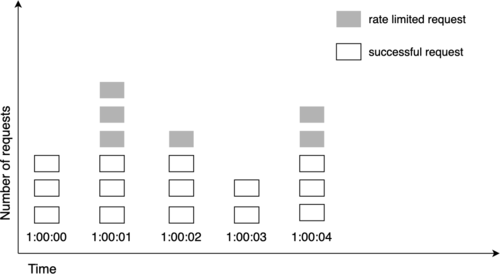 rate limited request
successful request
Number of requests
1:00:00 1:00:01 1:00:02 1:00:03 1:00:04
Time